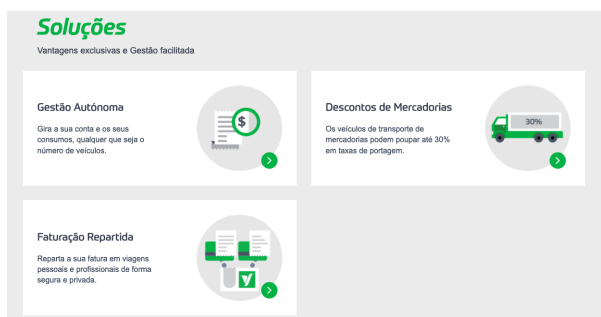 Soluções
Vantagens exclusivas e Gestão facilitada
Gestão Autónoma
Gira a sua conta e os seus
consumos, qualquer que seja o
número de veículos.
$
Descontos de Mercadorias
Os veículos de transporte de
mercadorias podem poupar até 30%
em taxas de portagem.
30%
Faturação Repartida
Reparta a sua fatura em viagens
pessoais e profissionais de forma
segura e privada.